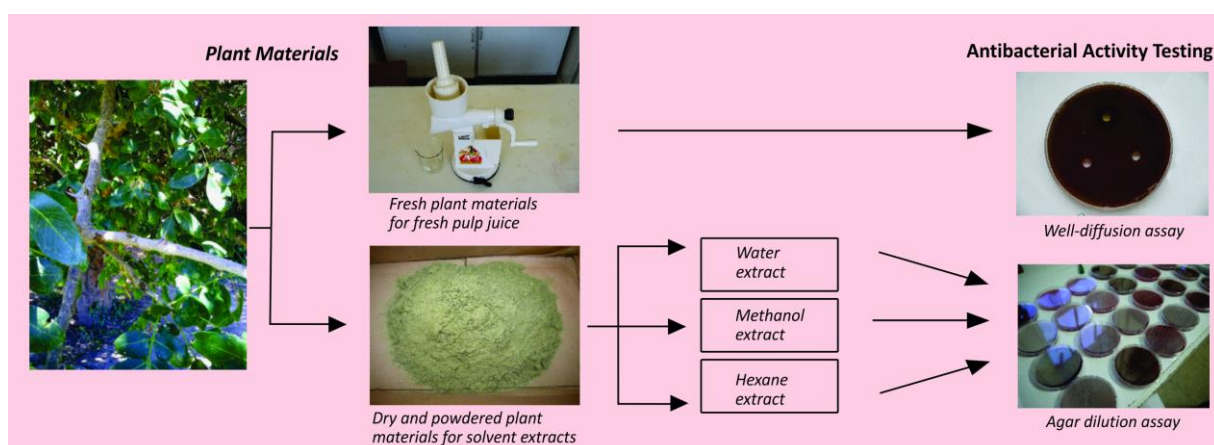 Plant Materials
Antibacterial Activity Testing
Fresh plant materials
for fresh pulp juice
Well-diffusion assay
Water
extract
Methanol
extract
Hexane
extract
Dry and powdered plant
materials for solvent extracts
Agar dilution assay